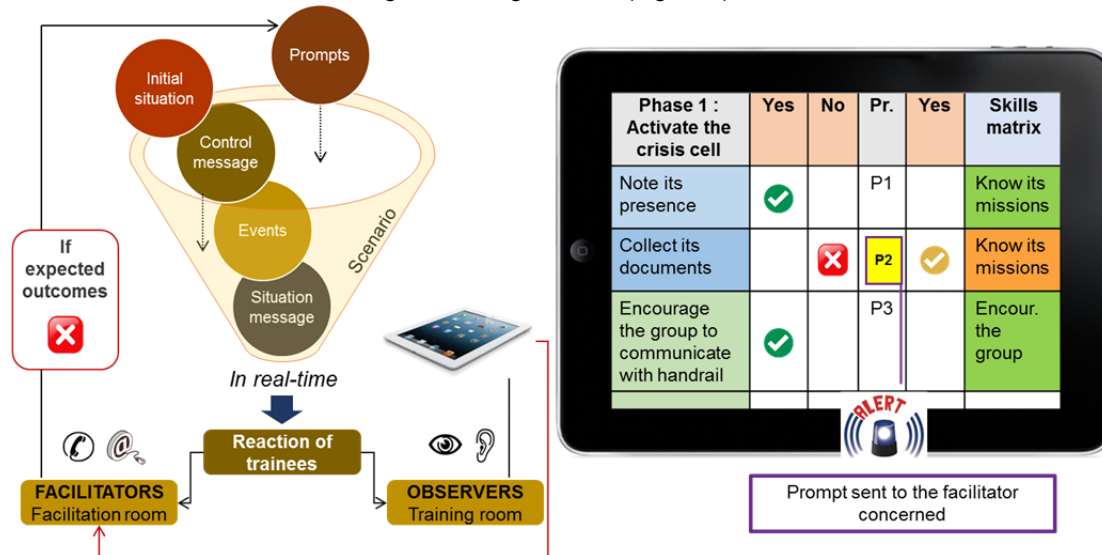 Prompts
Initial
situation
Control
message
Events
Scenario
Situation
message
If
expected
outcomes
In real-time
Reaction of
trainees
FACILITATORS
Facilitation room
OBSERVERS
Training room
Phase 1 :
Activate the
crisis cell
Yes
No
Pr.
Yes
Skills
matrix
Note its
presence
P1
Know its
missions
Collect its
documents
P2
Know its
missions
Encourage
the group to
communicate
with handrail
P3
Encour.
the
group
ALERT
Prompt sent to the facilitator
concerned